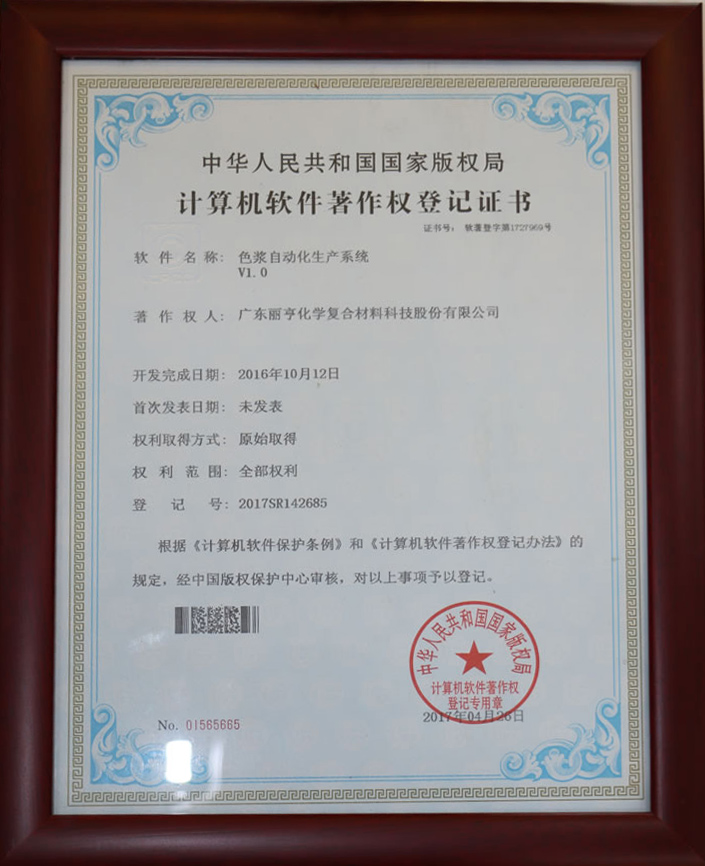 中华人民共和国国家版权局
计算机软件著作权登记证书
证书号： 软著登字第1727969号
软件名称： 色浆自动化生产系统
V1.0
著作权人： 广东丽亨化学复合材料科技股份有限公司
开发完成日期： 2016年10月12日
首次发表日期： 未发表
权利取得方式： 原始取得
权利范围： 全部权利
登记号： 2017SR142685
根据《计算机软件保护条例》和《计算机软件著作权登记办法》的
规定，经中国版权保护中心审核，对以上事项予以登记。
中华人民共和国国家版权局
计算机软件著作权
登记专用章
2017年04月26日
No. 01565665